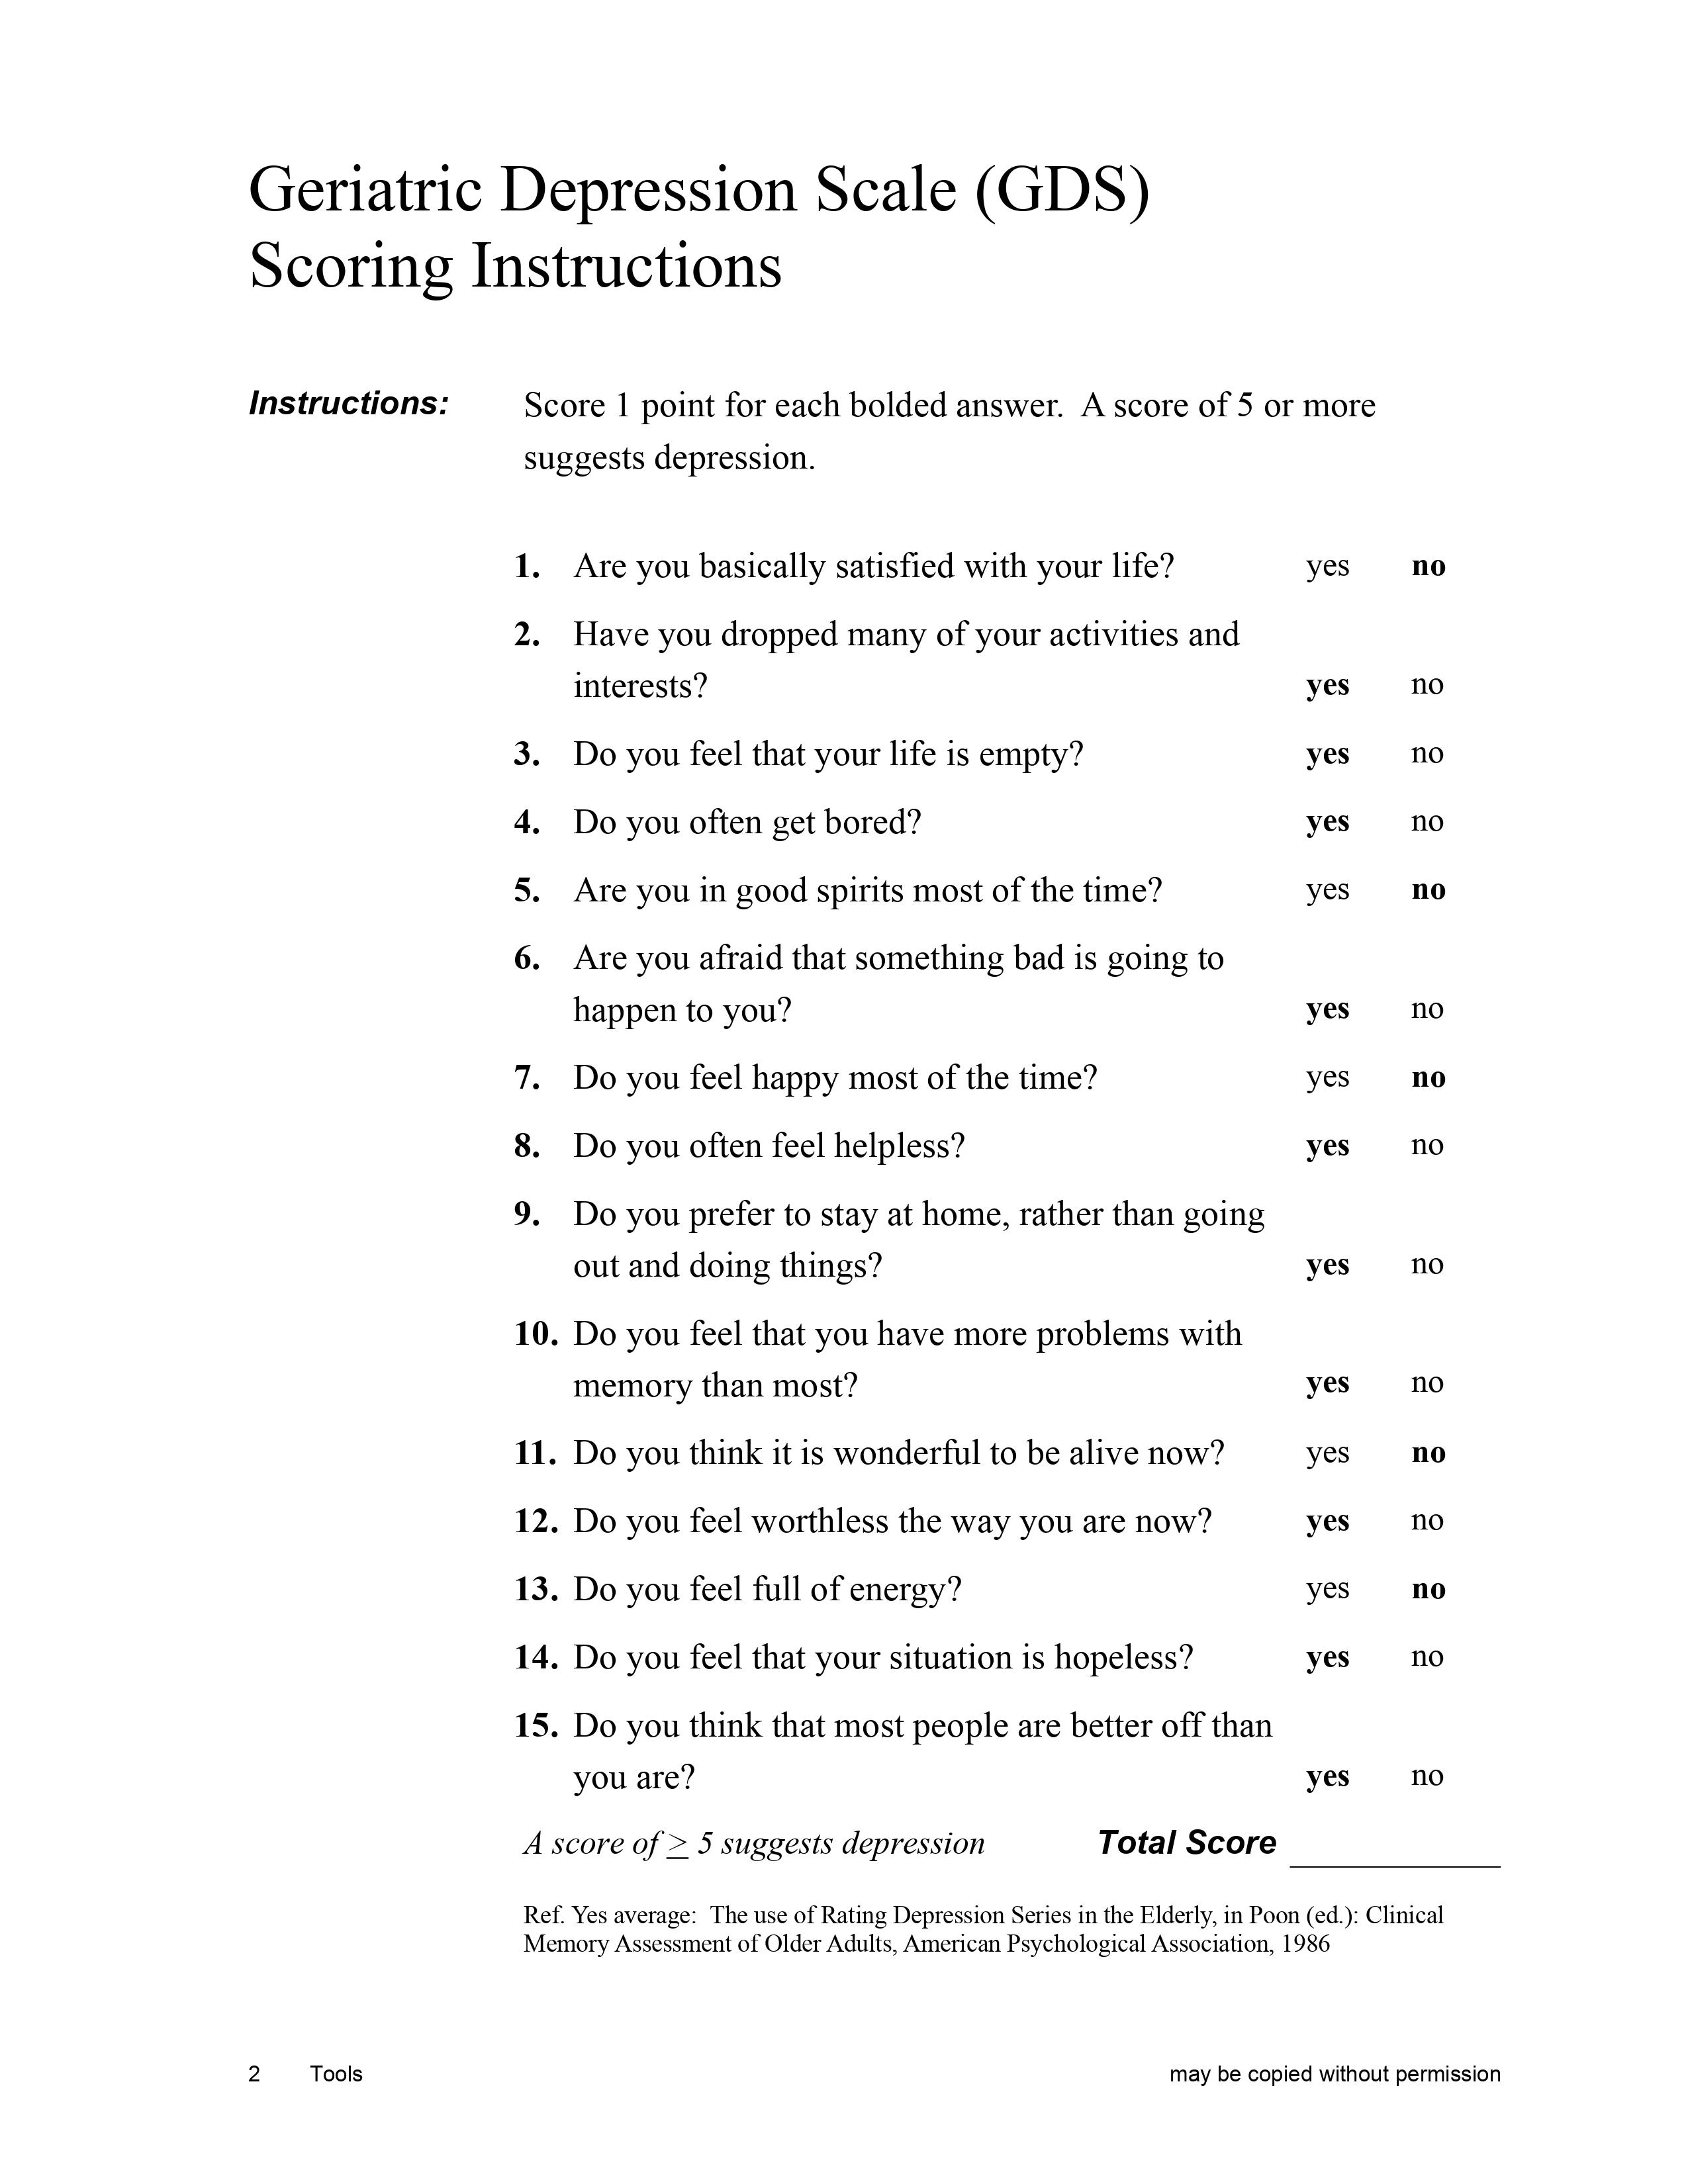 Geriatric Depression Scale (GDS)
Scoring Instructions
Instructions: Score 1 point for each bolded answer.  A score of 5 or more
suggests depression.
1. Are you basically satisfied with your life? yes no
2. Have you dropped many of your activities and
interests? yes no
3. Do you feel that your life is empty? yes no
4. Do you often get bored? yes no
5. Are you in good spirits most of the time? yes no
6. Are you afraid that something bad is going to
happen to you? yes no
7. Do you feel happy most of the time? yes no
8. Do you often feel helpless? yes no
9. Do you prefer to stay at home, rather than going
out and doing things? yes no
10. Do you feel that you have more problems with
memory than most? yes no
11. Do you think it is wonderful to be alive now? yes no
12. Do you feel worthless the way you are now? yes no
13. Do you feel full of energy? yes no
14. Do you feel that your situation is hopeless? yes no
15. Do you think that most people are better off than
you are? yes no
A score of ≥ 5 suggests depression Total Score
Ref. Yes average:  The use of Rating Depression Series in the Elderly, in Poon (ed.): Clinical
Memory Assessment of Older Adults, American Psychological Association, 1986
2 Tools may be copied without permission